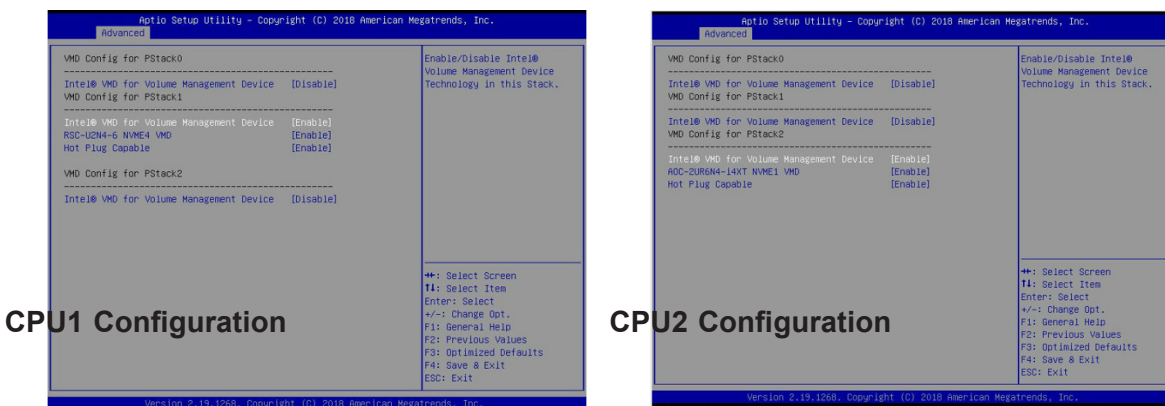 Aptio Setup Utility – Copyright (C) 2018 American Megatrends, Inc.
Advanced
VMD Config for PStack0
Intel® VMD for Volume Management Device [Disable]
VMD Config for PStack1
Intel® VMD for Volume Management Device [Enable]
RSC-U2N4-6 NVME4 VMD [Enable]
Hot Plug Capable [Enable]
VMD Config for PStack2
Intel® VMD for Volume Management Device [Disable]
Enable/Disable Intel®
Volume Management Device
Technology in this Stack.
++: Select Screen
↑↓: Select Item
Enter: Select
+/-: Change Opt.
F1: General Help
F2: Previous Values
F3: Optimized Defaults
F4: Save & Exit
ESC: Exit
CPU1 Configuration
Version 2.19.1268. Copyright (C) 2018 American Megatrends, Inc.
Aptio Setup Utility – Copyright (C) 2018 American Megatrends, Inc.
Advanced
VMD Config for PStack0
Intel® VMD for Volume Management Device [Disable]
VMD Config for PStack1
Intel® VMD for Volume Management Device [Disable]
VMD Config for PStack2
Intel® VMD for Volume Management Device [Enable]
AOC-2UR6N4-i4XT NVME1 VMD [Enable]
Hot Plug Capable [Enable]
Enable/Disable Intel®
Volume Management Device
Technology in this Stack.
++: Select Screen
↑↓: Select Item
Enter: Select
+/-: Change Opt.
F1: General Help
F2: Previous Values
F3: Optimized Defaults
F4: Save & Exit
ESC: Exit
CPU2 Configuration
Version 2.19.1268. Copyright (C) 2018 American Megatrends, Inc.